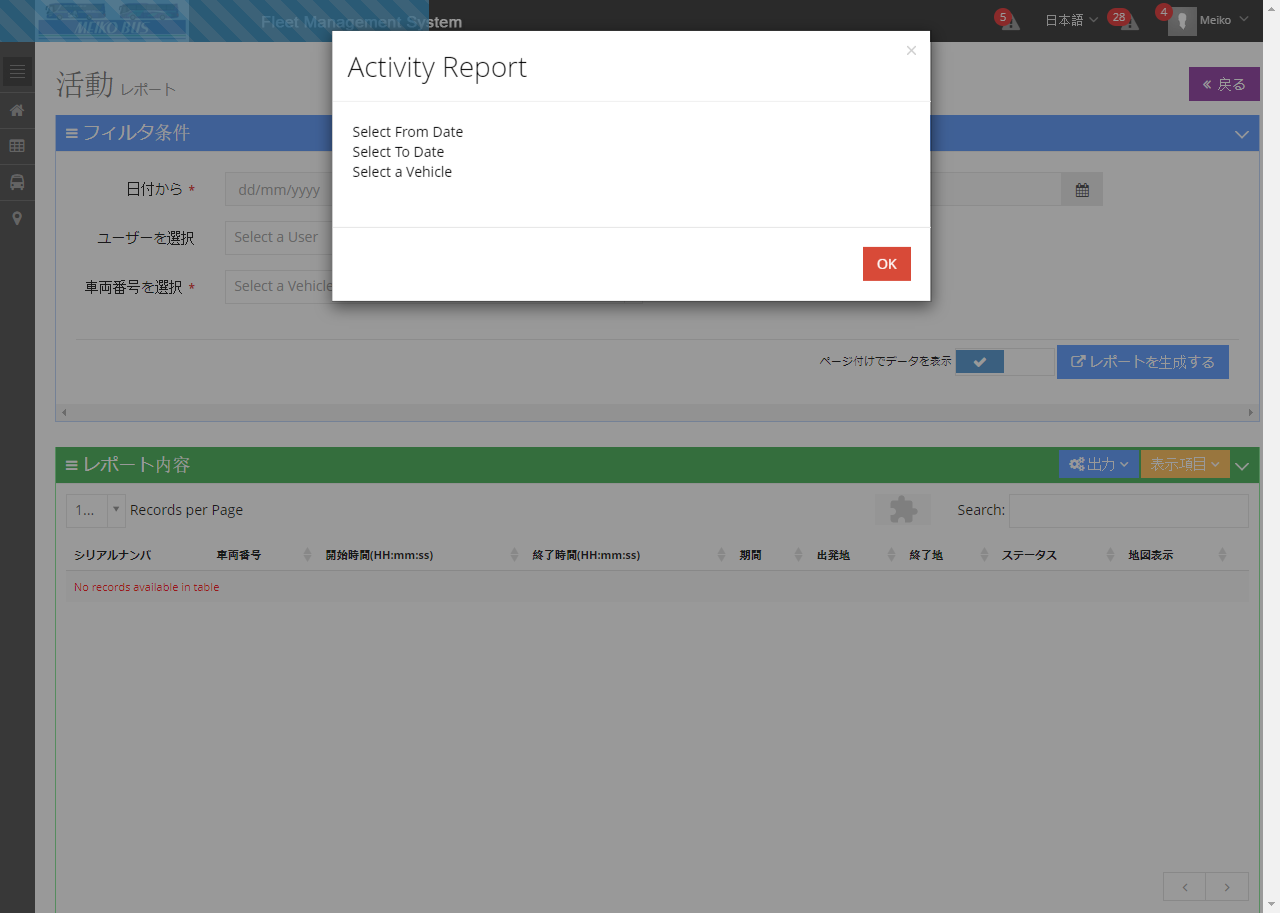 MEIKO BUS
Fleet Management System
5
日本語
28
4
Meiko
Activity Report
×
Select From Date
Select To Date
Select a Vehicle
OK
活動 レポート
戻る
フィルタ条件
日付から *
dd/mm/yyyy
ユーザーを選択
Select a User
車両番号を選択 *
Select a Vehicle
ページ付けでデータを表示
レポートを生成する
レポート内容
出力
表示項目
1...
Records per Page
Search:
シリアルナンバ 車両番号 開始時間(HH:mm:ss) 終了時間(HH:mm:ss) 期間 出発地 終了地 ステータス 地図表示
No records available in table